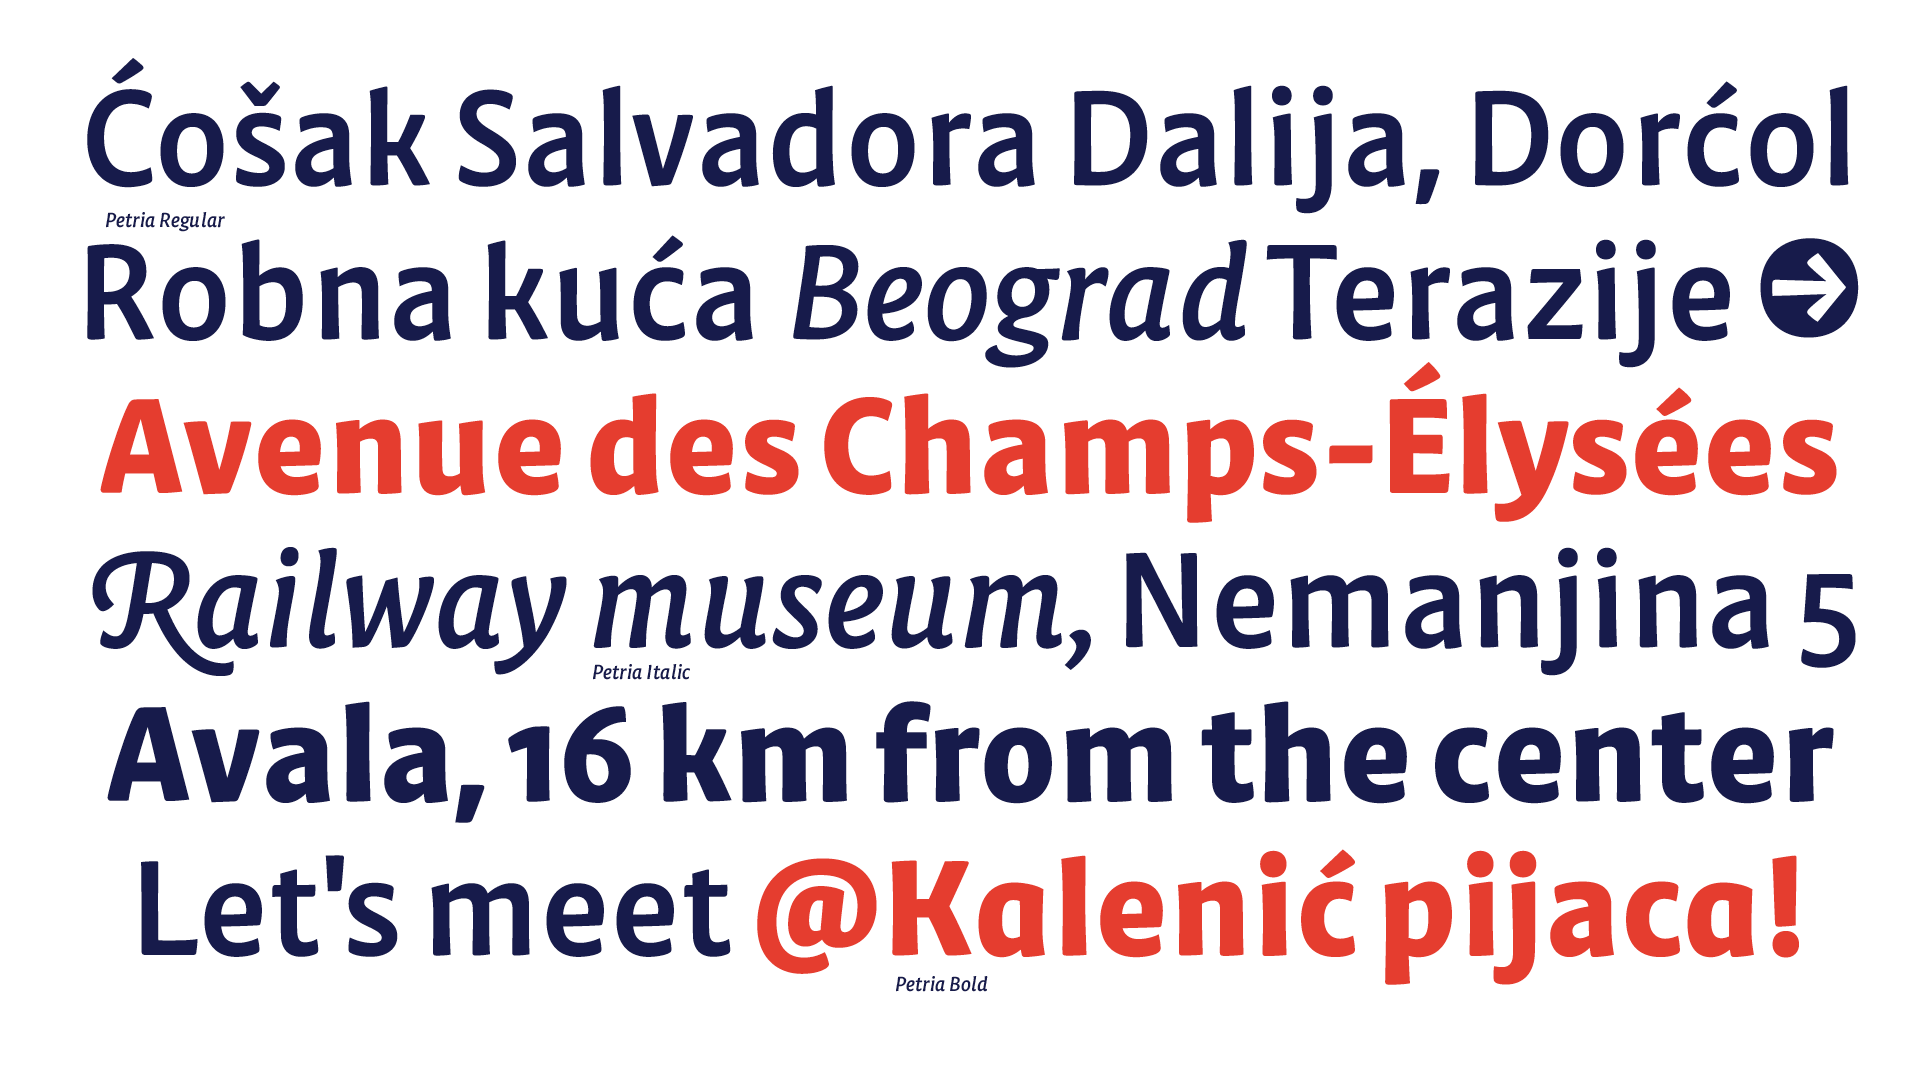 Ćošak Salvadora Dalija, Dorćol
Petria Regular
Robna kuća Beograd Terazije ➔
Avenue des Champs-Élysées
Railway museum, Nemanjina 5
Petria Italic
Avala, 16 km from the center
Let's meet @Kalenić pijaca!
Petria Bold